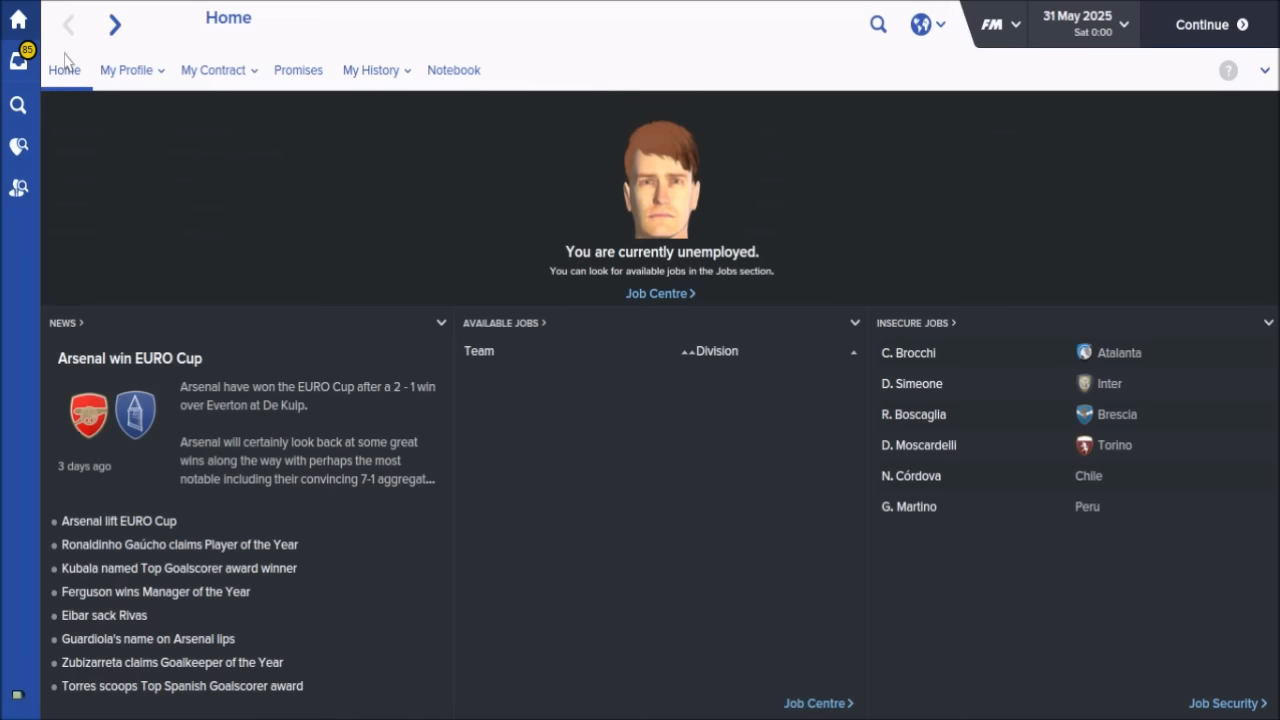 Home
FM
31 May 2025
Sat 0:00
Continue
85
Home
My Profile
My Contract
Promises
My History
Notebook
?
You are currently unemployed.
You can look for available jobs in the Jobs section.
Job Centre >
NEWS >
Arsenal win EURO Cup
Arsenal have won the EURO Cup after a 2 - 1 win
over Everton at De Kuip.
Arsenal will certainly look back at some great
wins along the way with perhaps the most
notable including their convincing 7-1 aggregat...
3 days ago
Arsenal lift EURO Cup
Ronaldinho Gaúcho claims Player of the Year
Kubala named Top Goalscorer award winner
Ferguson wins Manager of the Year
Eibar sack Rivas
Guardiola's name on Arsenal lips
Zubizarreta claims Goalkeeper of the Year
Torres scoops Top Spanish Goalscorer award
AVAILABLE JOBS >
Team Division
Job Centre >
INSECURE JOBS >
C. Brocchi Atalanta
D. Simeone Inter
R. Boscaglia Brescia
D. Moscardelli Torino
N. Córdova Chile
G. Martino Peru
Job Security >